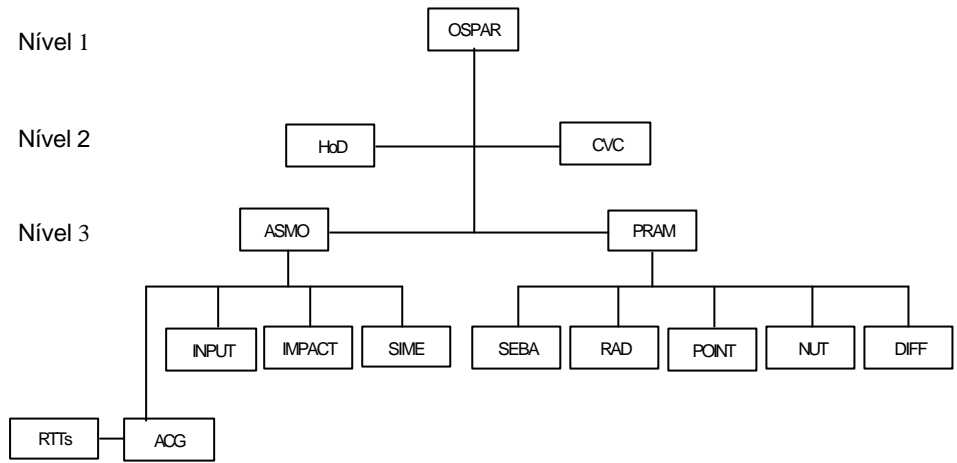 Nível 1
OSPAR
Nível 2
HoD
CVC
Nível 3
ASMO
PRAM
INPUT
IMPACT
SIME
SEBA
RAD
POINT
NUT
DIFF
RTTs
ACG